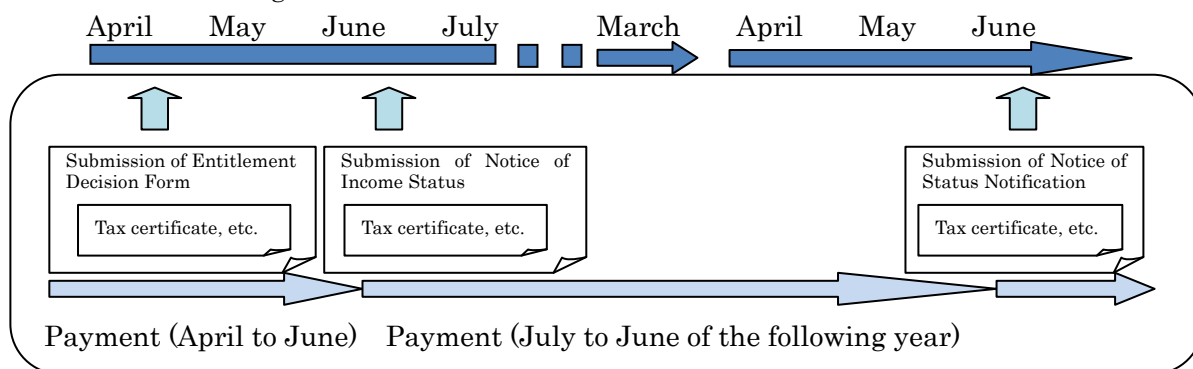 April May June July March April May June
Submission of Entitlement
Decision Form
Tax certificate, etc.
Submission of Notice of
Income Status
Tax certificate, etc.
Submission of Notice of
Status Notification
Tax certificate, etc.
Payment (April to June) Payment (July to June of the following year)